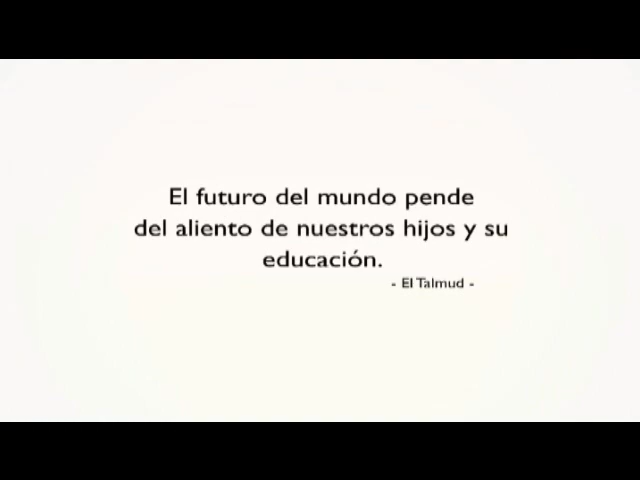 El futuro del mundo pende
del aliento de nuestros hijos y su
educación.
- El Talmud -